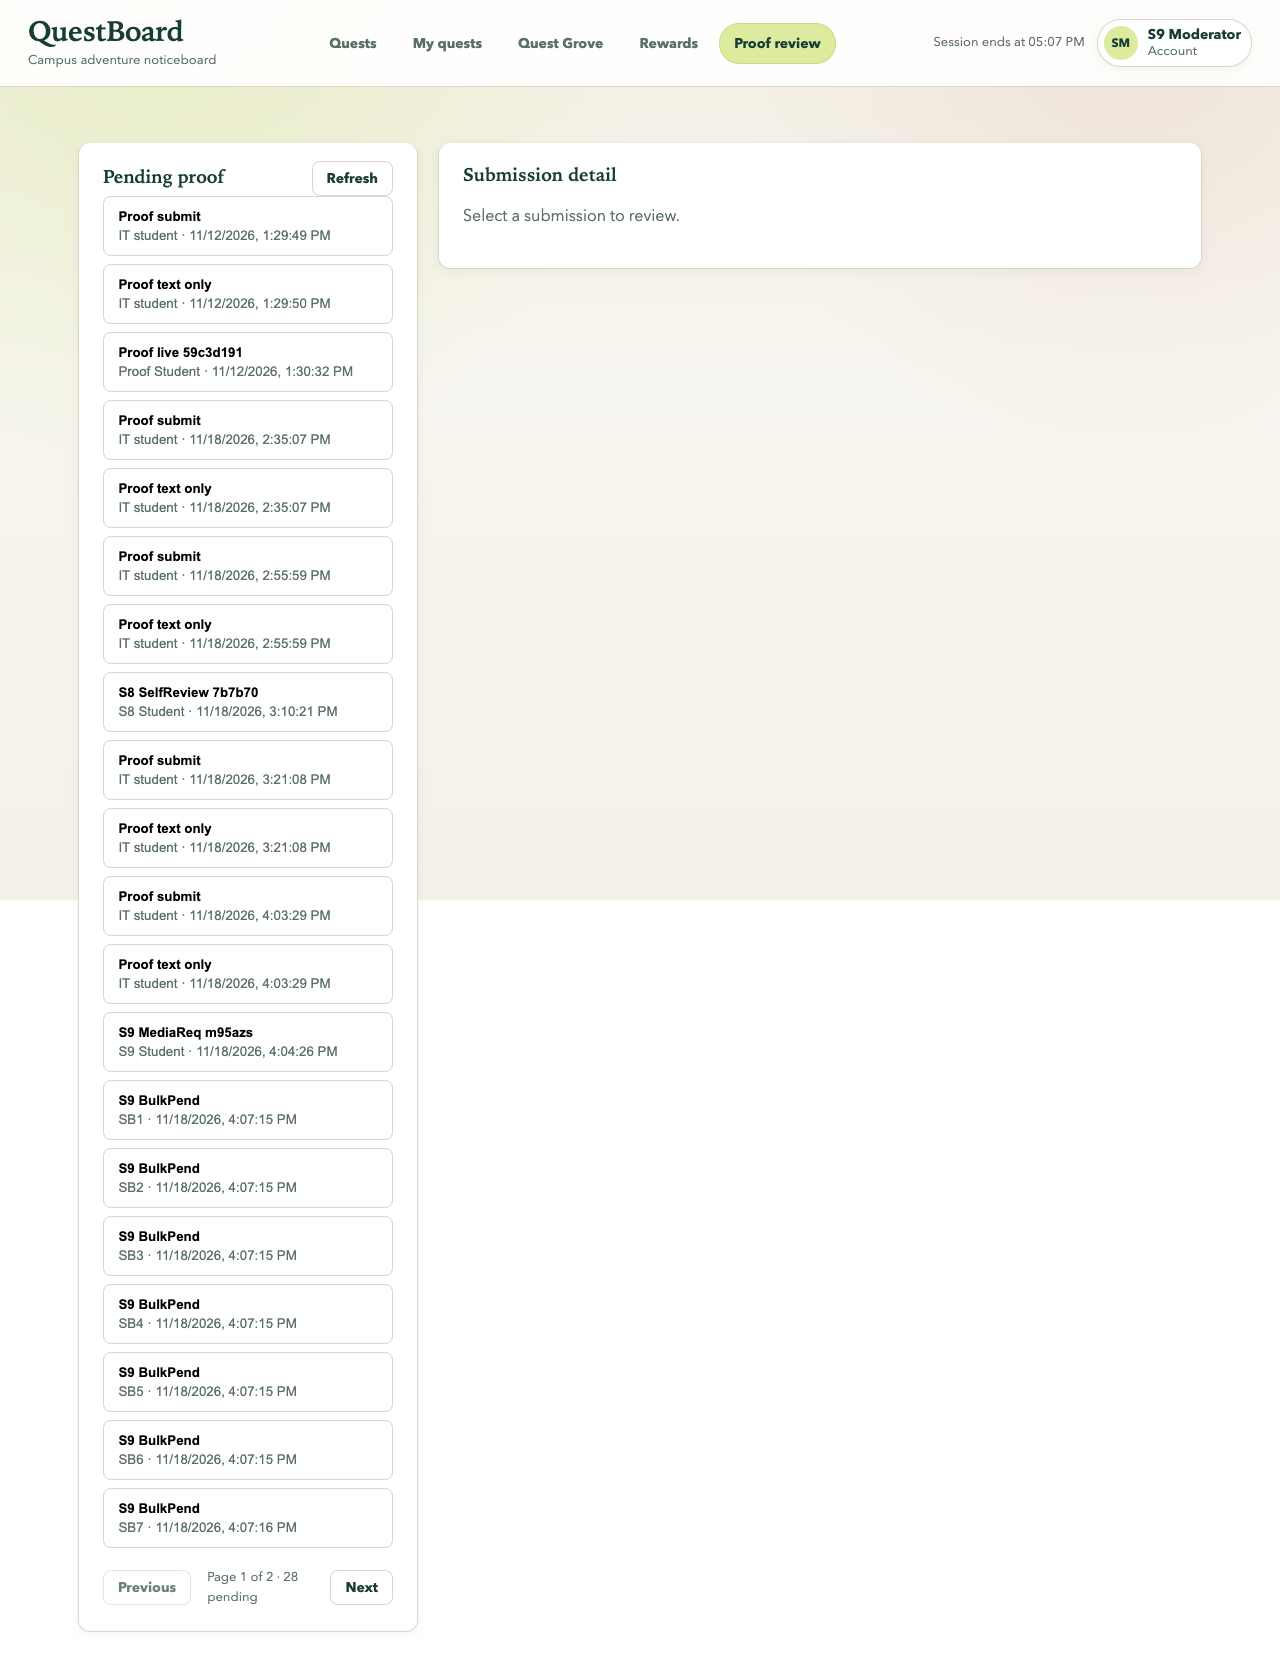 QuestBoard
Campus adventure noticeboard
Quests
My quests
Quest Grove
Rewards
Proof review
Session ends at 05:07 PM
SM
S9 Moderator
Account
Pending proof
Refresh
Proof submit
IT student · 11/12/2026, 1:29:49 PM
Proof text only
IT student · 11/12/2026, 1:29:50 PM
Proof live 59c3d191
Proof Student · 11/12/2026, 1:30:32 PM
Proof submit
IT student · 11/18/2026, 2:35:07 PM
Proof text only
IT student · 11/18/2026, 2:35:07 PM
Proof submit
IT student · 11/18/2026, 2:55:59 PM
Proof text only
IT student · 11/18/2026, 2:55:59 PM
S8 SelfReview 7b7b70
S8 Student · 11/18/2026, 3:10:21 PM
Proof submit
IT student · 11/18/2026, 3:21:08 PM
Proof text only
IT student · 11/18/2026, 3:21:08 PM
Proof submit
IT student · 11/18/2026, 4:03:29 PM
Proof text only
IT student · 11/18/2026, 4:03:29 PM
S9 MediaReq m95azs
S9 Student · 11/18/2026, 4:04:26 PM
S9 BulkPend
SB1 · 11/18/2026, 4:07:15 PM
S9 BulkPend
SB2 · 11/18/2026, 4:07:15 PM
S9 BulkPend
SB3 · 11/18/2026, 4:07:15 PM
S9 BulkPend
SB4 · 11/18/2026, 4:07:15 PM
S9 BulkPend
SB5 · 11/18/2026, 4:07:15 PM
S9 BulkPend
SB6 · 11/18/2026, 4:07:15 PM
S9 BulkPend
SB7 · 11/18/2026, 4:07:16 PM
Previous
Page 1 of 2 · 28
pending
Next
Submission detail
Select a submission to review.